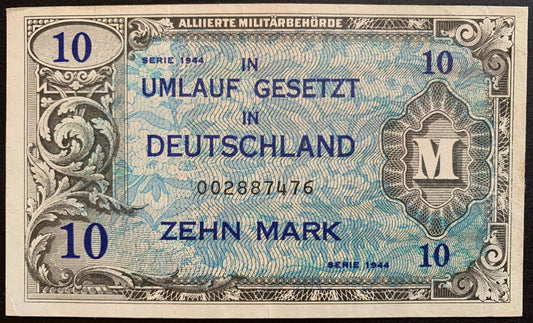 ALLIIERTE MILITÄRBEHÖRDE
10
SERIE 1944
IN
10
UMLAUF GESETZT
IN
DEUTSCHLAND
M
002887476
10
ZEHN MARK
10
SERIE 1944